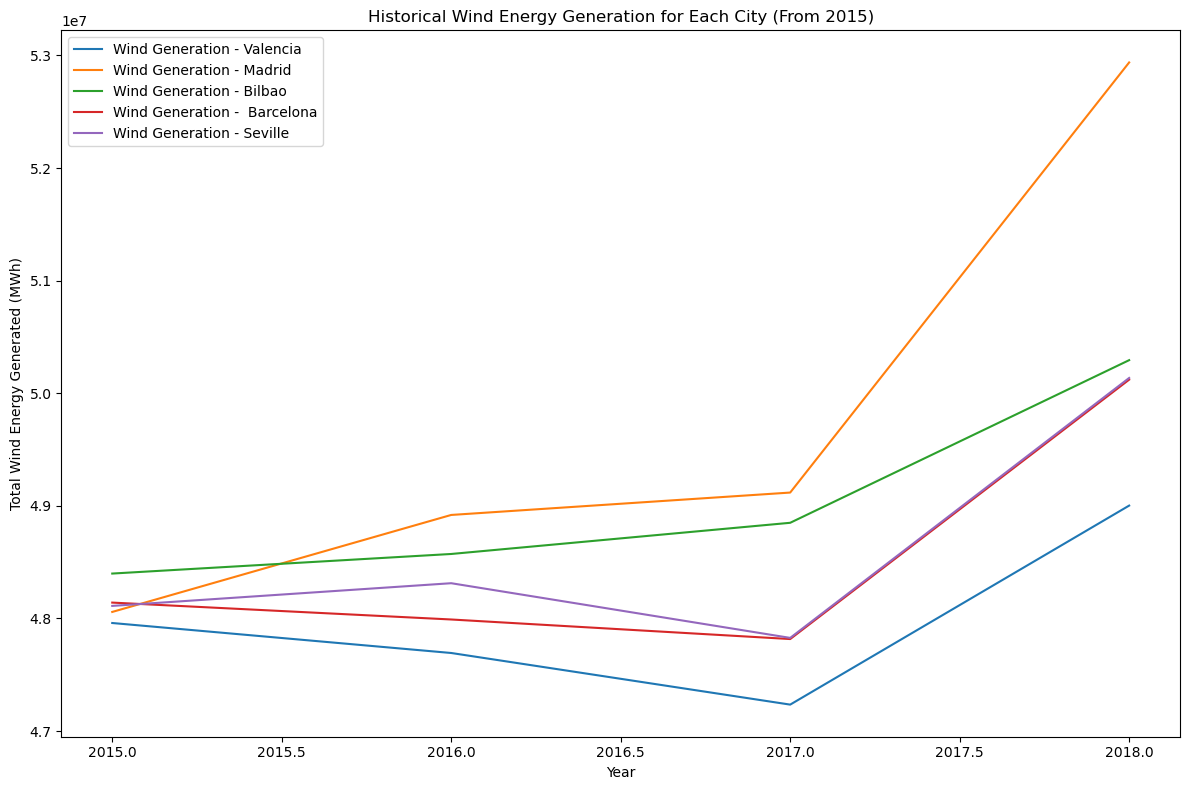 Historical Wind Energy Generation for Each City (From 2015)
1e7
Wind Generation - Valencia
Wind Generation - Madrid
Wind Generation - Bilbao
Wind Generation -  Barcelona
Wind Generation - Seville
5.3
5.2
5.1
5.0
4.9
4.8
4.7
Total Wind Energy Generated (MWh)
2015.0 2015.5 2016.0 2016.5 2017.0 2017.5 2018.0
Year